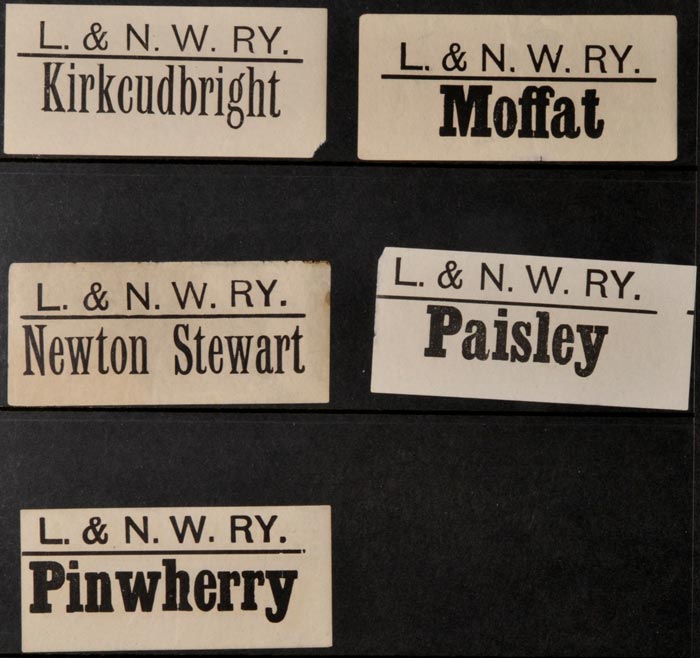 L. & N. W. RY.
Kirkcudbright
L. & N. W. RY.
Moffat
L. & N. W. RY.
Newton Stewart
L. & N. W. RY.
Paisley
L. & N. W. RY.
Pinwherry